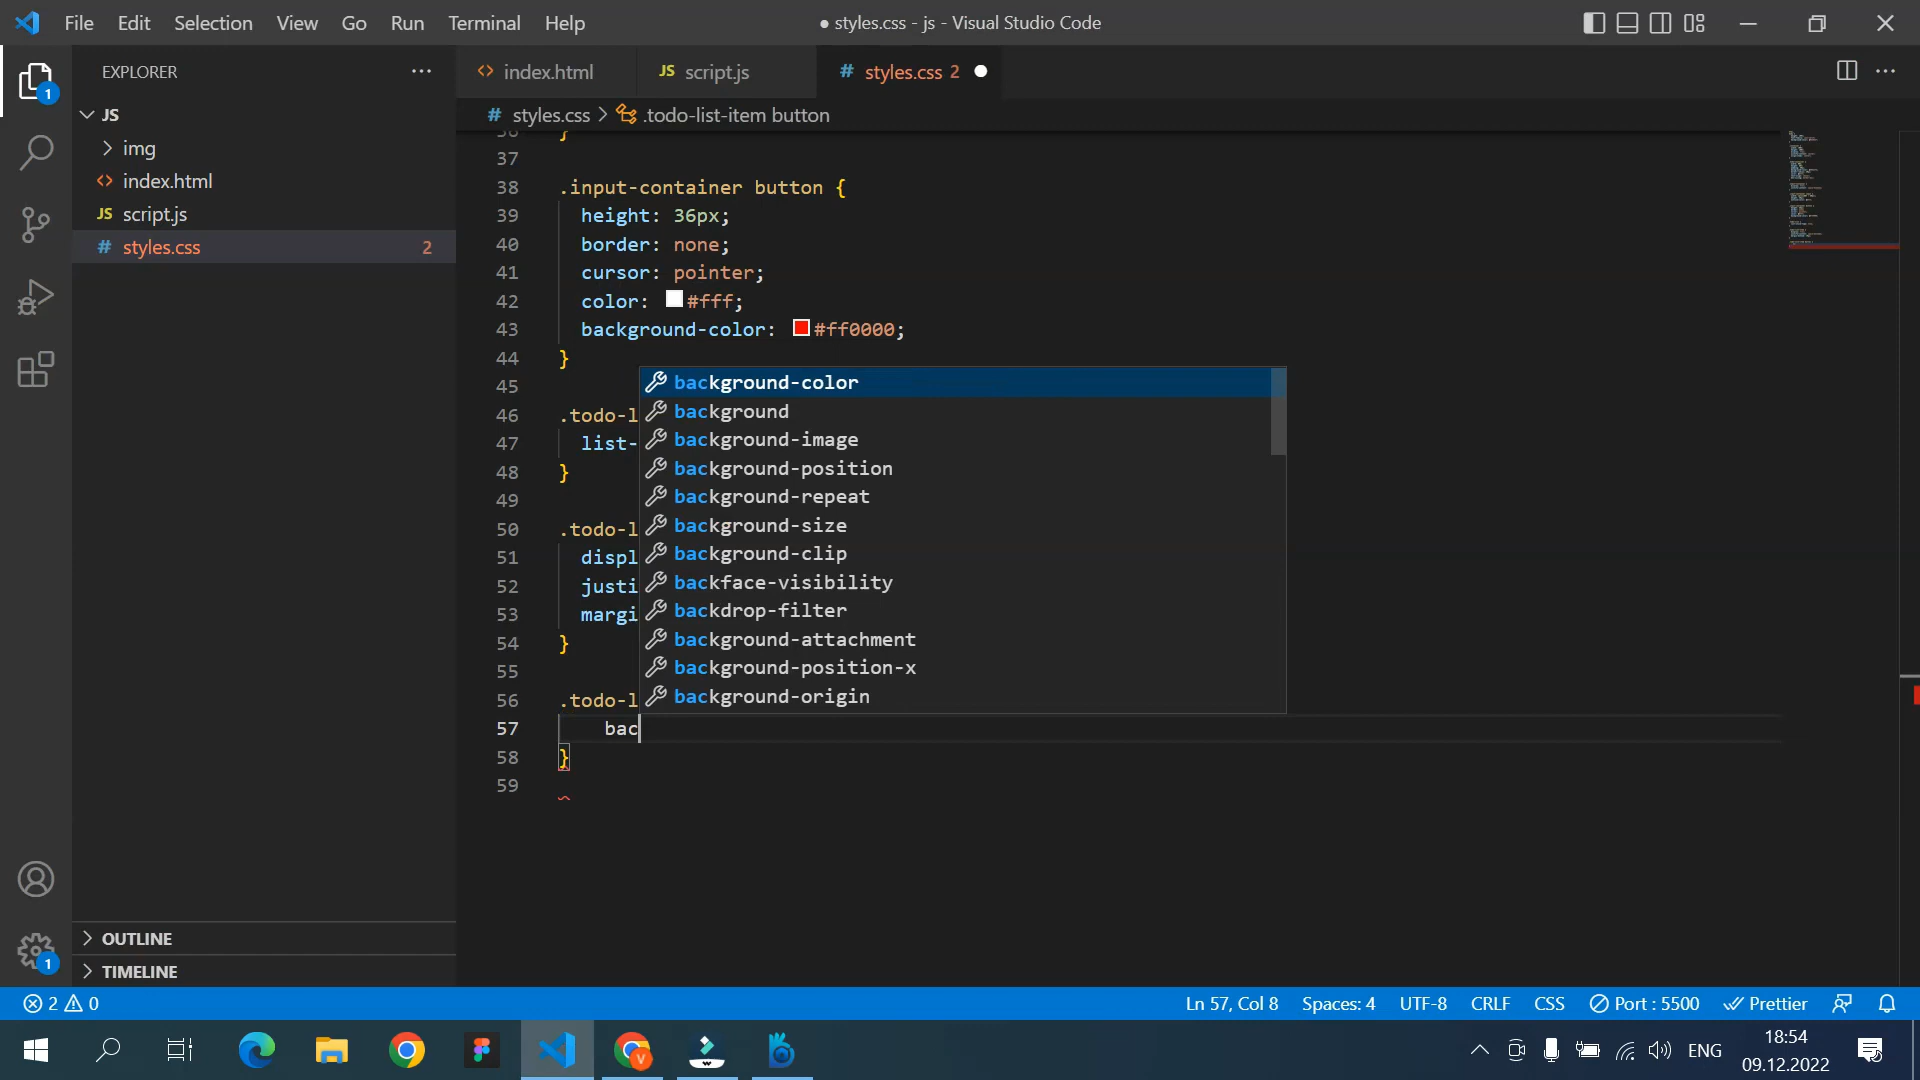 File Edit Selection View Go Run Terminal Help
● styles.css - js - Visual Studio Code
EXPLORER
JS
img
index.html
script.js
styles.css 2
OUTLINE
TIMELINE
1
1
index.html
JS script.js
# styles.css 2
# styles.css > .todo-list-item button
36 }
37
38 .input-container button {
39 height: 36px;
40 border: none;
41 cursor: pointer;
42 color: #fff;
43 background-color: #ff0000;
44 }
45
46 .todo-l
47 list-
48 }
49
50 .todo-l
51 displ
52 justi
53 margi
54 }
55
56 .todo-l
57 bac
58 }
59
background-color
background
background-image
background-position
background-repeat
background-size
background-clip
backface-visibility
backdrop-filter
background-attachment
background-position-x
background-origin
2 0
Ln 57, Col 8 Spaces: 4 UTF-8 CRLF CSS Port : 5500 Prettier
V
ENG
18:54
09.12.2022